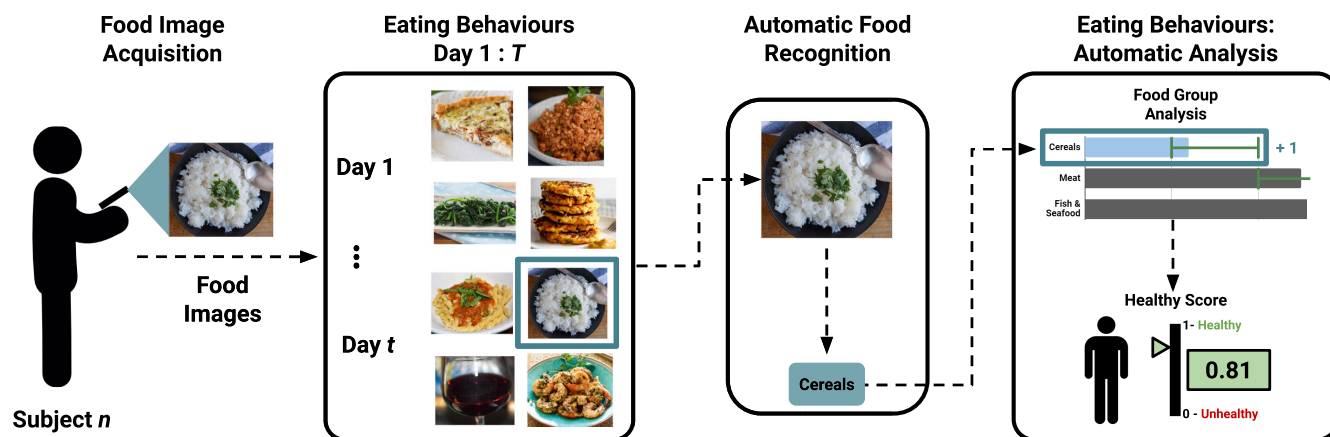 Food Image
Acquisition
Eating Behaviours
Day 1 : T
Automatic Food
Recognition
Eating Behaviours:
Automatic Analysis
Food
Images
Subject n
Day 1
Day t
Cereals
Food Group
Analysis
Cereals
+ 1
Meat
Fish &
Seafood
Healthy Score
1- Healthy
0.81
0 - Unhealthy